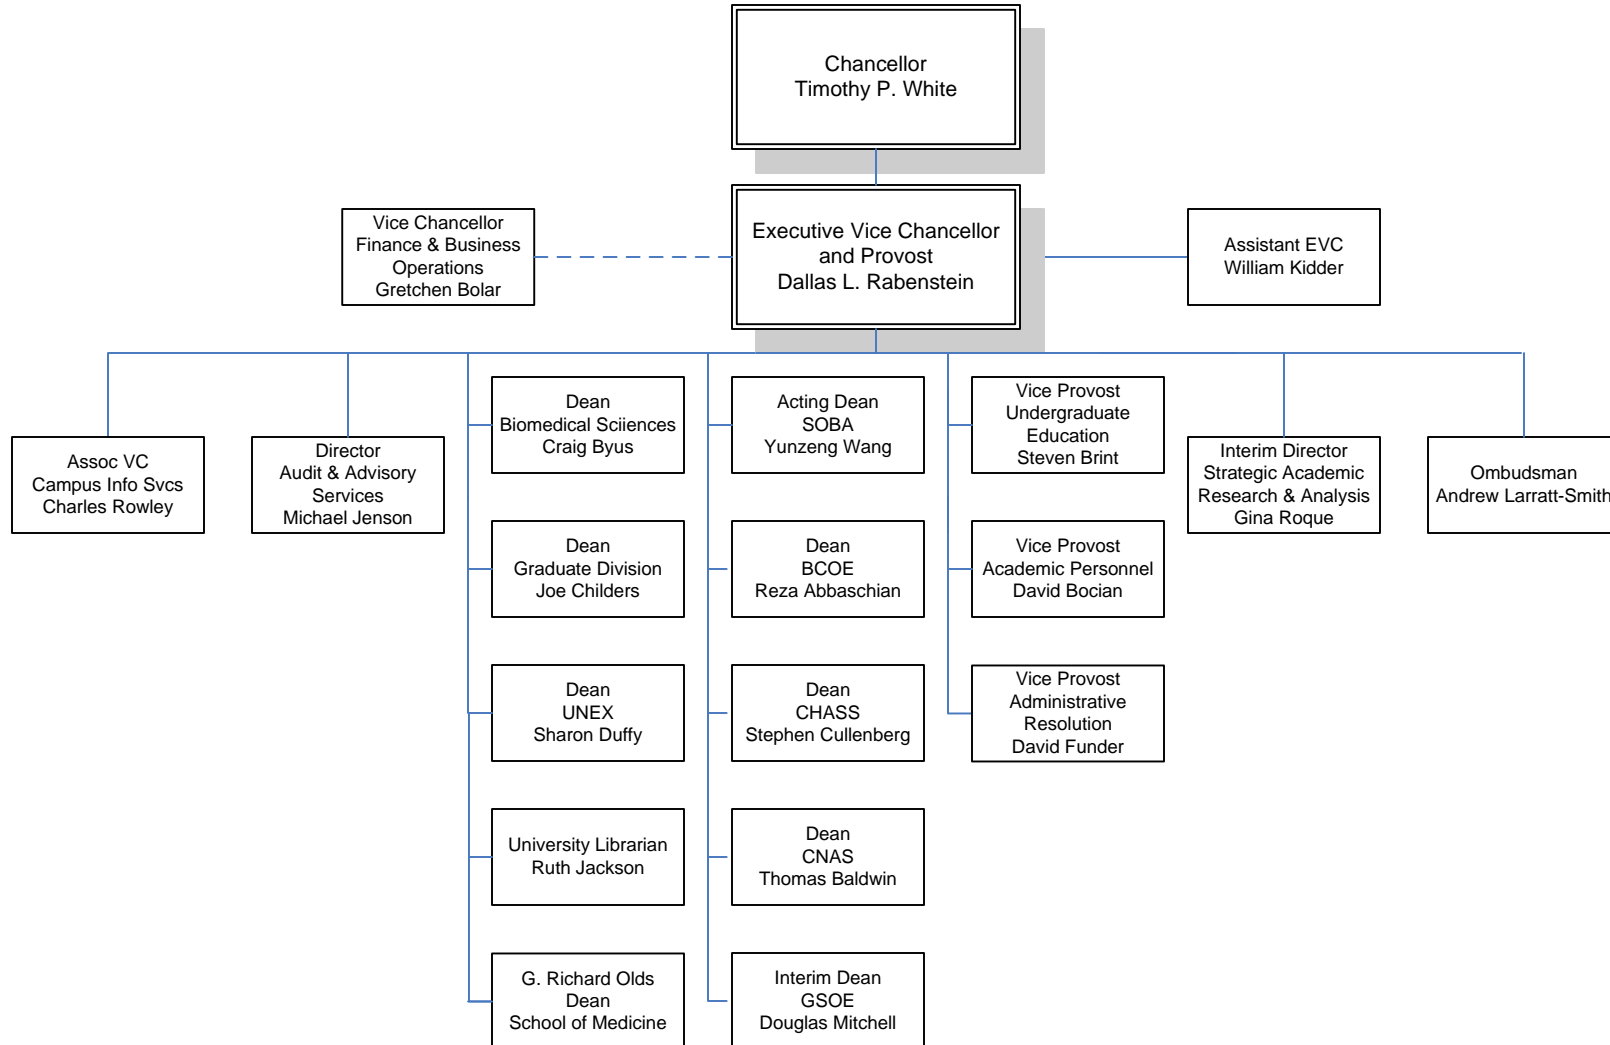 Chancellor
Timothy P. White
Vice Chancellor
Finance & Business
Operations
Gretchen Bolar
Executive Vice Chancellor
and Provost
Dallas L. Rabenstein
Assistant EVC
William Kidder
Assoc VC
Campus Info Svcs
Charles Rowley
Director
Audit & Advisory
Services
Michael Jenson
Dean
Biomedical Sciiences
Craig Byus
Acting Dean
SOBA
Yunzeng Wang
Vice Provost
Undergraduate
Education
Steven Brint
Interim Director
Strategic Academic
Research & Analysis
Gina Roque
Ombudsman
Andrew Larratt-Smith
Dean
Graduate Division
Joe Childers
Dean
BCOE
Reza Abbaschian
Vice Provost
Academic Personnel
David Bocian
Dean
UNEX
Sharon Duffy
Dean
CHASS
Stephen Cullenberg
Vice Provost
Administrative
Resolution
David Funder
University Librarian
Ruth Jackson
Dean
CNAS
Thomas Baldwin
G. Richard Olds
Dean
School of Medicine
Interim Dean
GSOE
Douglas Mitchell